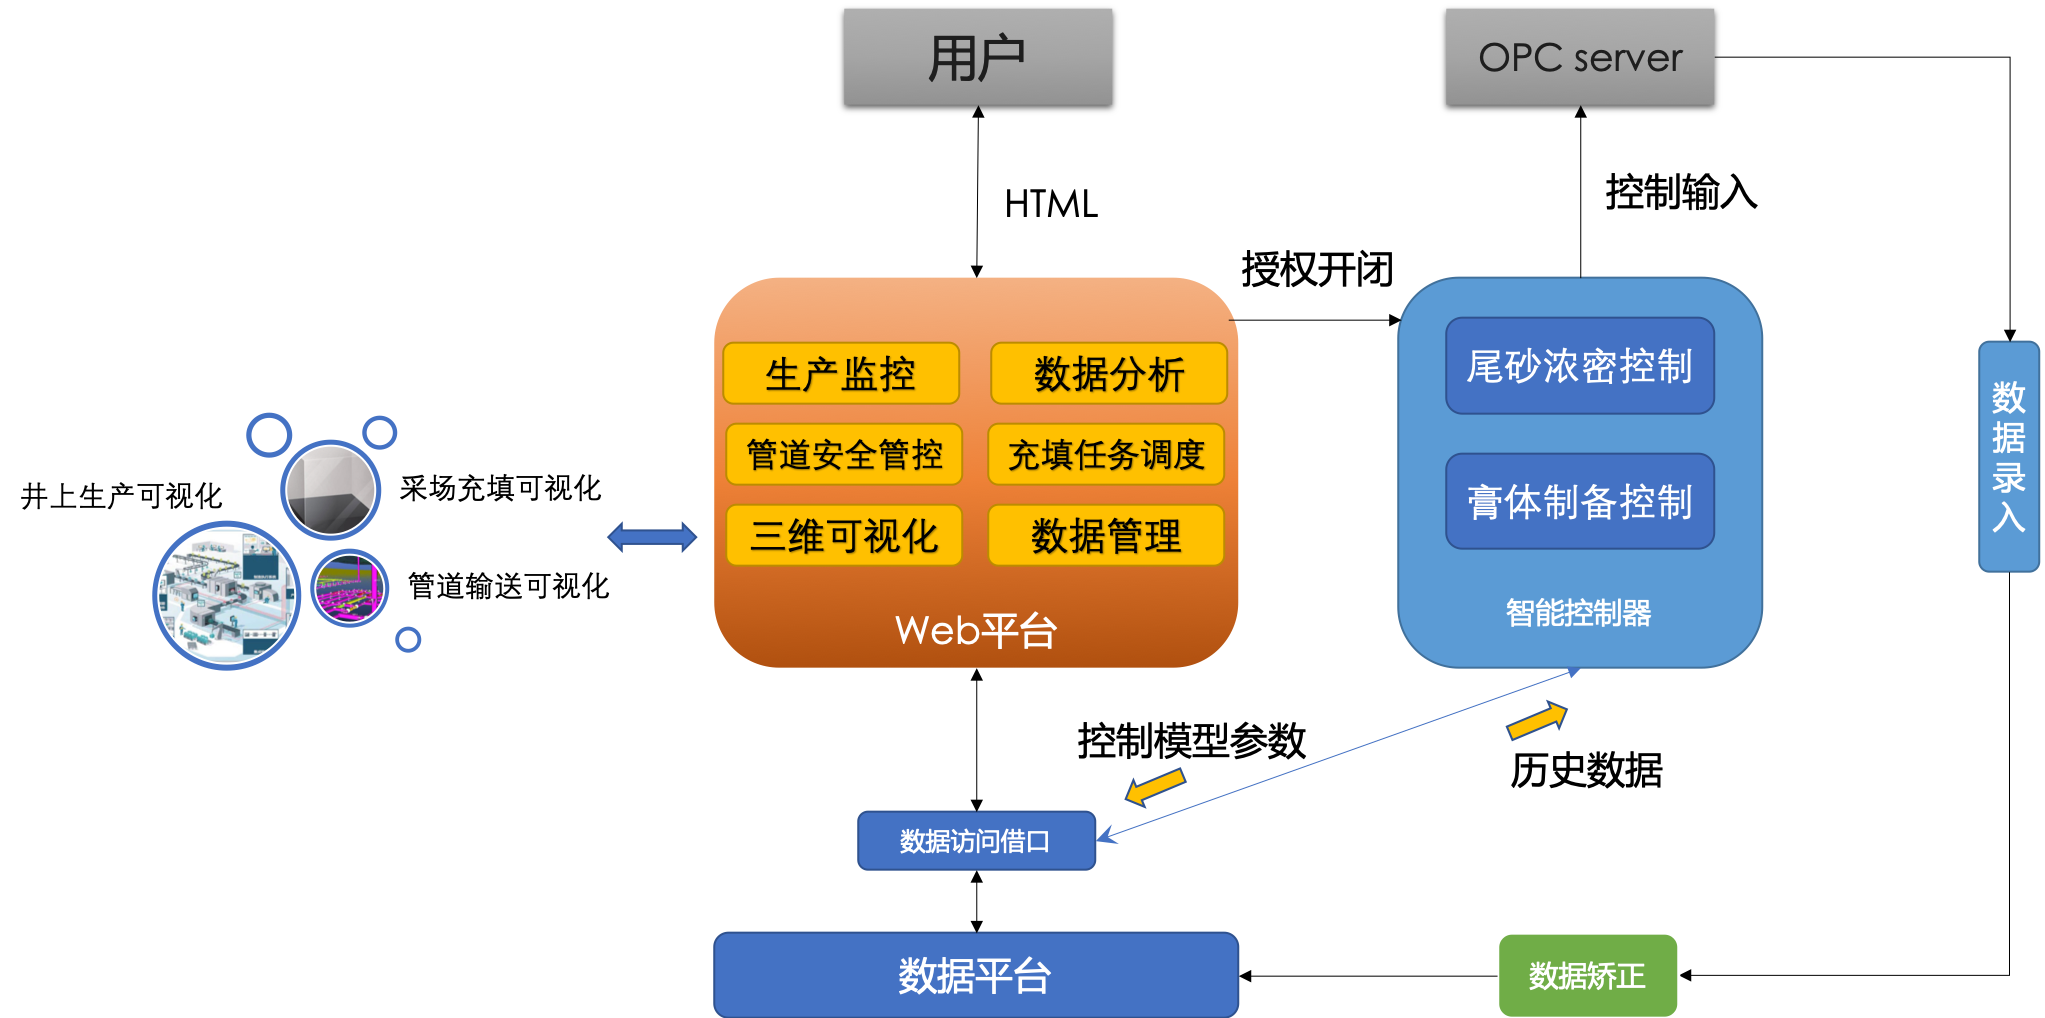 用户
OPC server
HTML
控制输入
授权开闭
生产监控
数据分析
管道安全管控
充填任务调度
三维可视化
数据管理
Web平台
尾砂浓密控制
膏体制备控制
智能控制器
数据录入
井上生产可视化
采场充填可视化
管道输送可视化
控制模型参数
历史数据
数据访问借口
数据平台
数据矫正